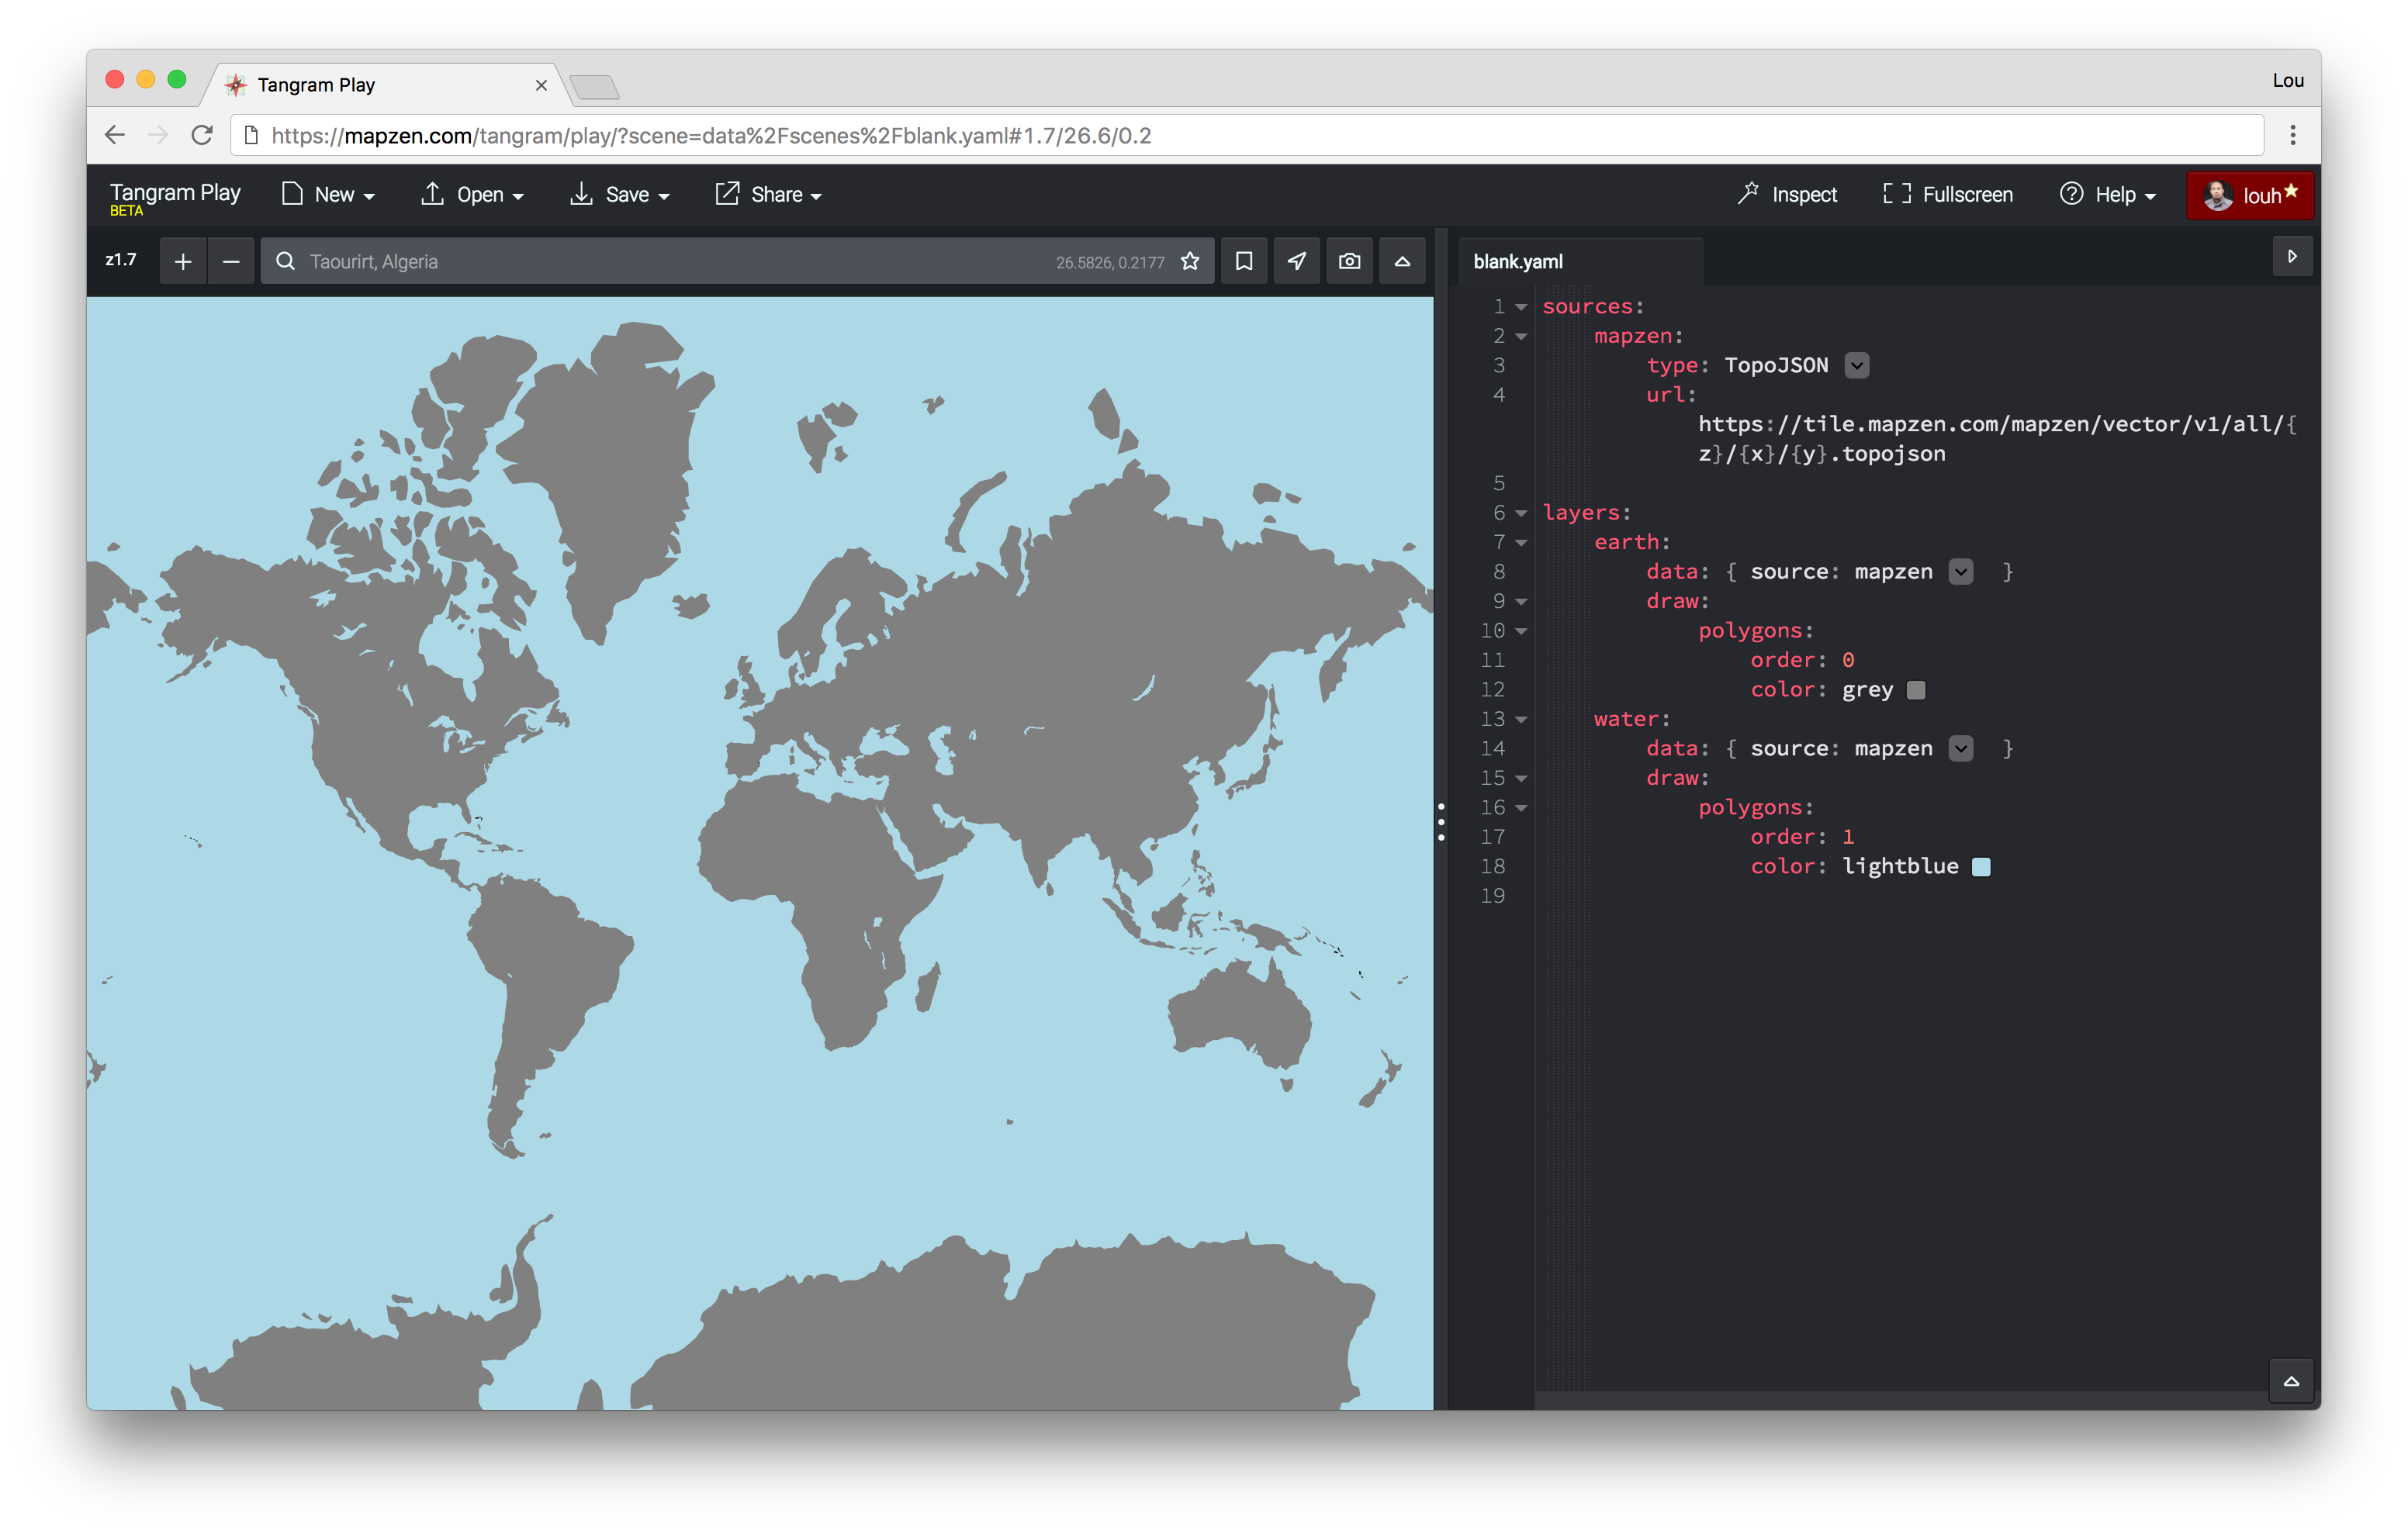 Tangram Play
Lou
https://mapzen.com/tangram/play/?scene=data%2Fscenes%2Fblank.yaml#1.7/26.6/0.2
Tangram Play
BETA
New
Open
Save
Share
Inspect
Fullscreen
Help
louh
z1.7
Taourirt, Algeria
26.5826, 0.2177
blank.yaml
1 sources:
2 mapzen:
3 type: TopoJSON
4 url:
https://tile.mapzen.com/mapzen/vector/v1/all/{
z}/{x}/{y}.topojson
5
6 layers:
7 earth:
8 data: { source: mapzen }
9 draw:
10 polygons:
11 order: 0
12 color: grey
13 water:
14 data: { source: mapzen }
15 draw:
16 polygons:
17 order: 1
18 color: lightblue
19